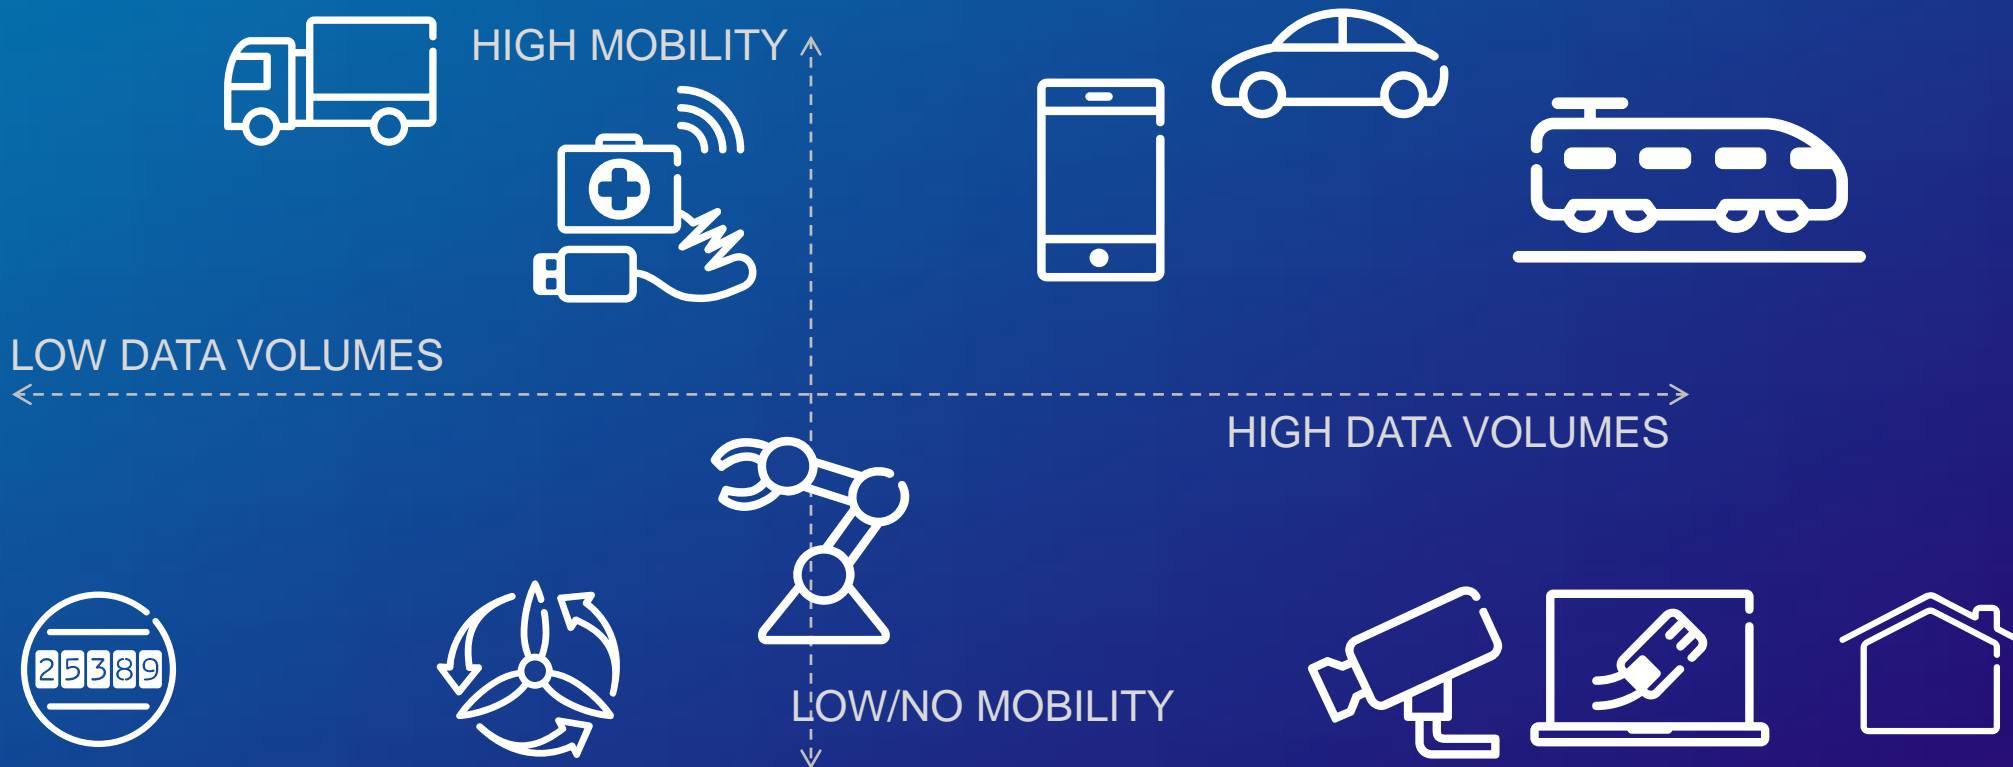 HIGH MOBILITY
LOW DATA VOLUMES
HIGH DATA VOLUMES
25389
LOW/NO MOBILITY